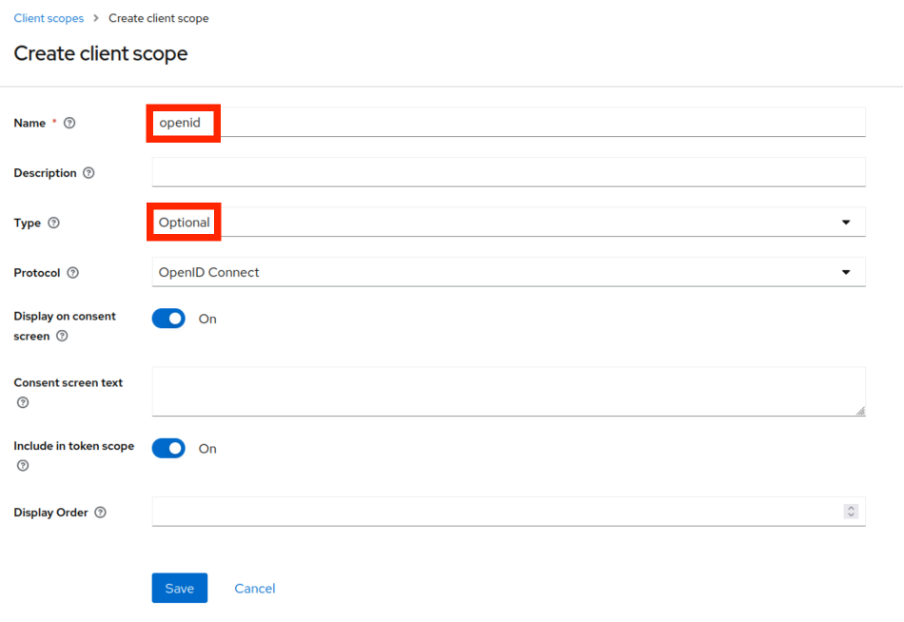 Client scopes > Create client scope
Create client scope
Name *
openid
Description
Type
Optional
Protocol
OpenID Connect
Display on consent
screen
On
Consent screen text
Include in token scope
On
Display Order
Save
Cancel